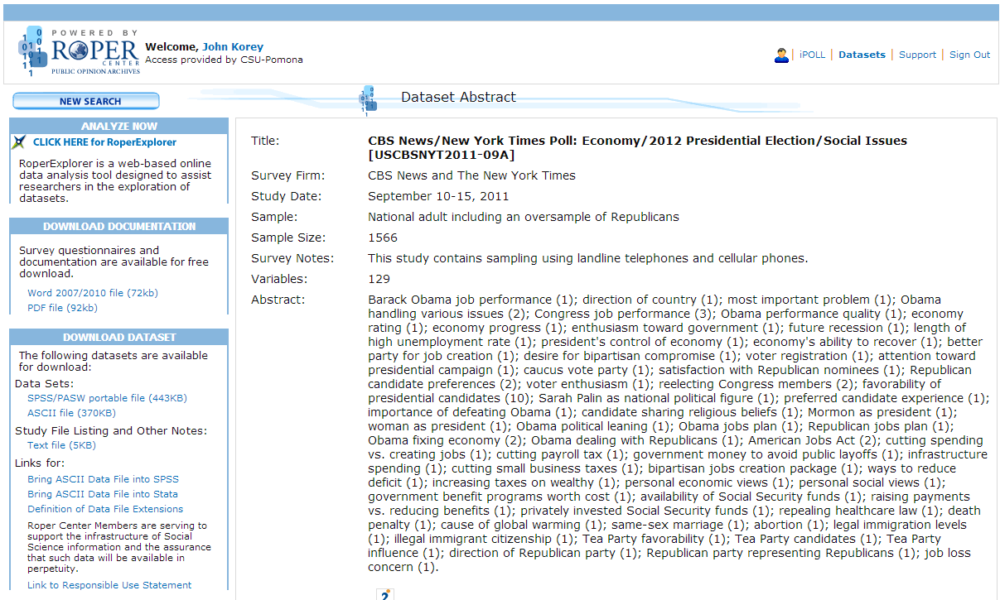 POWERED BY
ROPER
CENTER
PUBLIC OPINION ARCHIVES
Welcome, John Korey
Access provided by CSU-Pomona
iPOLL | Datasets | Support | Sign Out
NEW SEARCH
Dataset Abstract
ANALYZE NOW
CLICK HERE for RoperExplorer
RoperExplorer is a web-based online
data analysis tool designed to assist
researchers in the exploration of
datasets.
DOWNLOAD DOCUMENTATION
Survey questionnaires and
documentation are available for free
download.
Word 2007/2010 file (72kb)
PDF file (92kb)
DOWNLOAD DATASET
The following datasets are available
for download:
Data Sets:
SPSS/PASW portable file (443KB)
ASCII file (370KB)
Study File Listing and Other Notes:
Text file (5KB)
Links for:
Bring ASCII Data File into SPSS
Bring ASCII Data File into Stata
Definition of Data File Extensions
Roper Center Members are serving to
support the infrastructure of Social
Science information and the assurance
that such data will be available in
perpetuity.
Link to Responsible Use Statement
Title: CBS News/New York Times Poll: Economy/2012 Presidential Election/Social Issues
[USCBSNYT2011-09A]
Survey Firm: CBS News and The New York Times
Study Date: September 10-15, 2011
Sample: National adult including an oversample of Republicans
Sample Size: 1566
Survey Notes: This study contains sampling using landline telephones and cellular phones.
Variables: 129
Abstract: Barack Obama job performance (1); direction of country (1); most important problem (1); Obama
handling various issues (2); Congress job performance (3); Obama performance quality (1); economy
rating (1); economy progress (1); enthusiasm toward government (1); future recession (1); length of
high unemployment rate (1); president's control of economy (1); economy's ability to recover (1); better
party for job creation (1); desire for bipartisan compromise (1); voter registration (1); attention toward
presidential campaign (1); caucus vote party (1); satisfaction with Republican nominees (1); Republican
candidate preferences (2); voter enthusiasm (1); reelecting Congress members (2); favorability of
presidential candidates (10); Sarah Palin as national political figure (1); preferred candidate experience (1);
importance of defeating Obama (1); candidate sharing religious beliefs (1); Mormon as president (1);
woman as president (1); Obama political leaning (1); Obama jobs plan (1); Republican jobs plan (1);
Obama fixing economy (2); Obama dealing with Republicans (1); American Jobs Act (2); cutting spending
vs. creating jobs (1); cutting payroll tax (1); government money to avoid public layoffs (1); infrastructure
spending (1); cutting small business taxes (1); bipartisan jobs creation package (1); ways to reduce
deficit (1); increasing taxes on wealthy (1); personal economic views (1); personal social views (1);
government benefit programs worth cost (1); availability of Social Security funds (1); raising payments
vs. reducing benefits (1); privately invested Social Security funds (1); repealing healthcare law (1); death
penalty (1); cause of global warming (1); same-sex marriage (1); abortion (1); legal immigration levels
(1); illegal immigrant citizenship (1); Tea Party favorability (1); Tea Party candidates (1); Tea Party
influence (1); direction of Republican party (1); Republican party representing Republicans (1); job loss
concern (1).
?